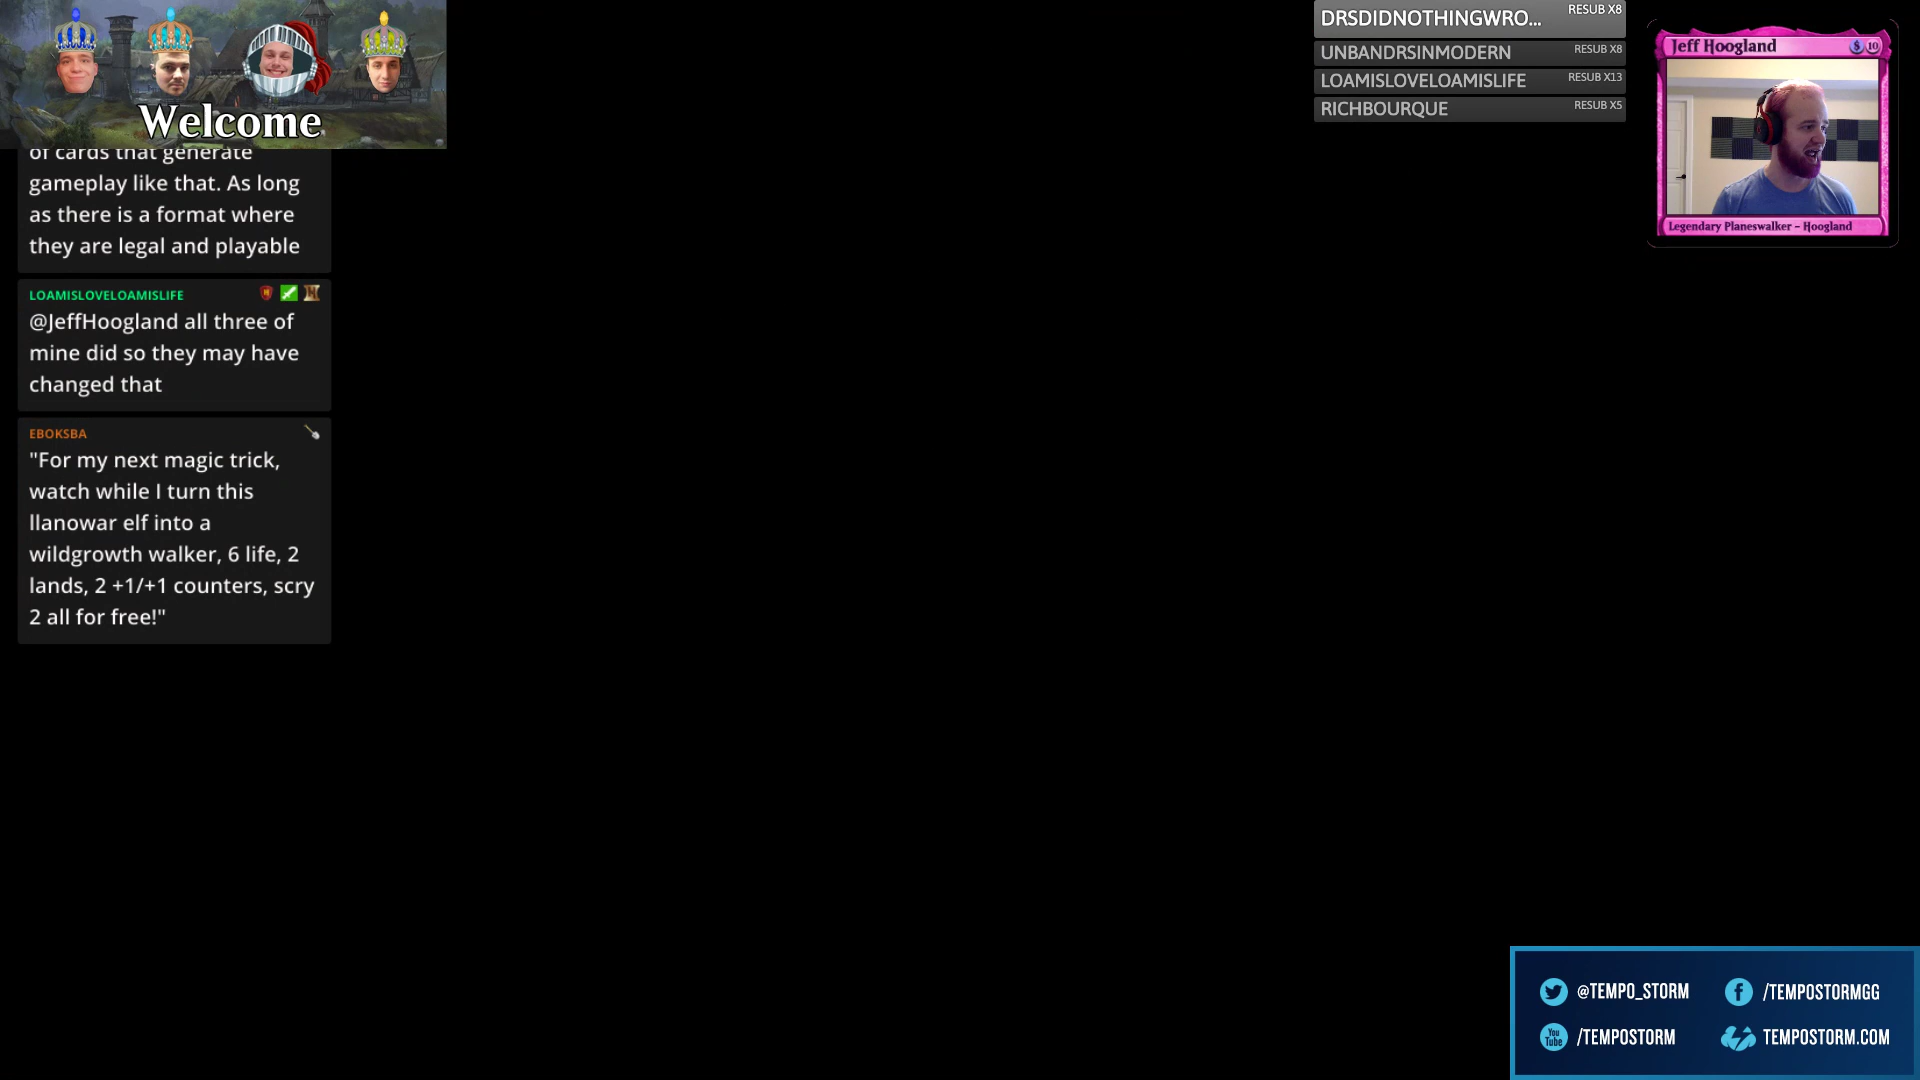 Welcome
of cards that generate
gameplay like that. As long
as there is a format where
they are legal and playable
LOAMISLOVELOAMISLIFE
@JeffHoogland all three of
mine did so they may have
changed that
EBOKSBA
"For my next magic trick,
watch while I turn this
llanowar elf into a
wildgrowth walker, 6 life, 2
lands, 2 +1/+1 counters, scry
2 all for free!"
DRSDIDNOTHINGWRO... RESUB X8
UNBANDRSINMODERN RESUB X8
LOAMISLOVELOAMISLIFE RESUB X13
RICHBOURQUE RESUB X5
Jeff Hoogland $ 10
Legendary Planeswalker - Hoogland
@TEMPO_STORM /TEMPOSTORMGG
You Tube /TEMPOSTORM TEMPOSTORM.COM